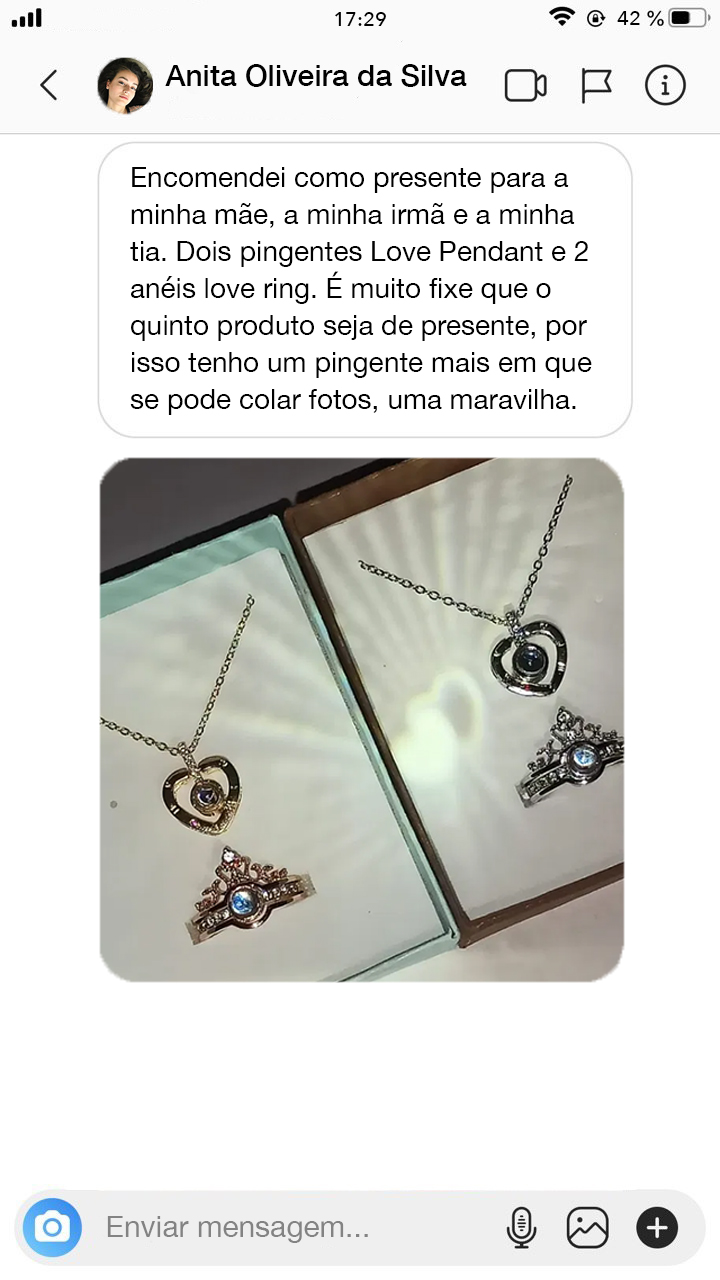 17:29
42 %
Anita Oliveira da Silva
Encomendei como presente para a
minha mãe, a minha irmã e a minha
tia. Dois pingentes Love Pendant e 2
anéis love ring. É muito fixe que o
quinto produto seja de presente, por
isso tenho um pingente mais em que
se pode colar fotos, uma maravilha.
Enviar mensagem...